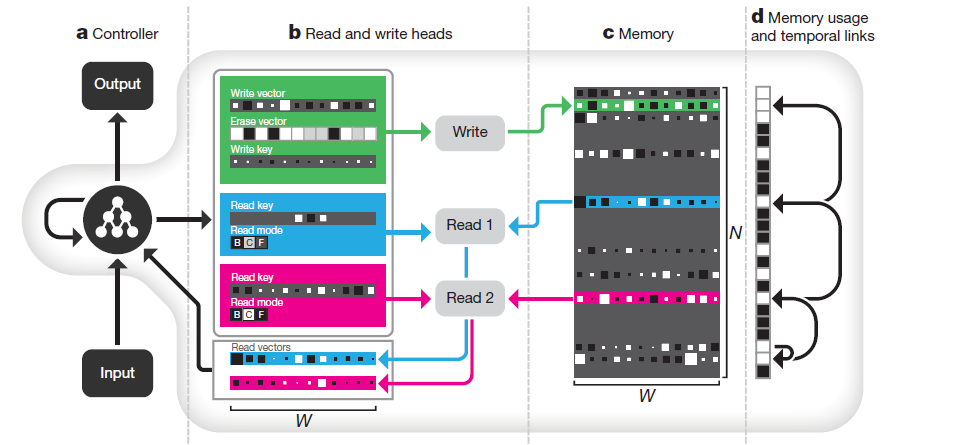 a Controller
b Read and write heads
c Memory
d Memory usage
and temporal links
Output
Input
Write vector
Erase vector
Write key
Read key
Read mode
B C F
Read key
Read mode
B C F
Read vectors
W
Write
Read 1
Read 2
N
W